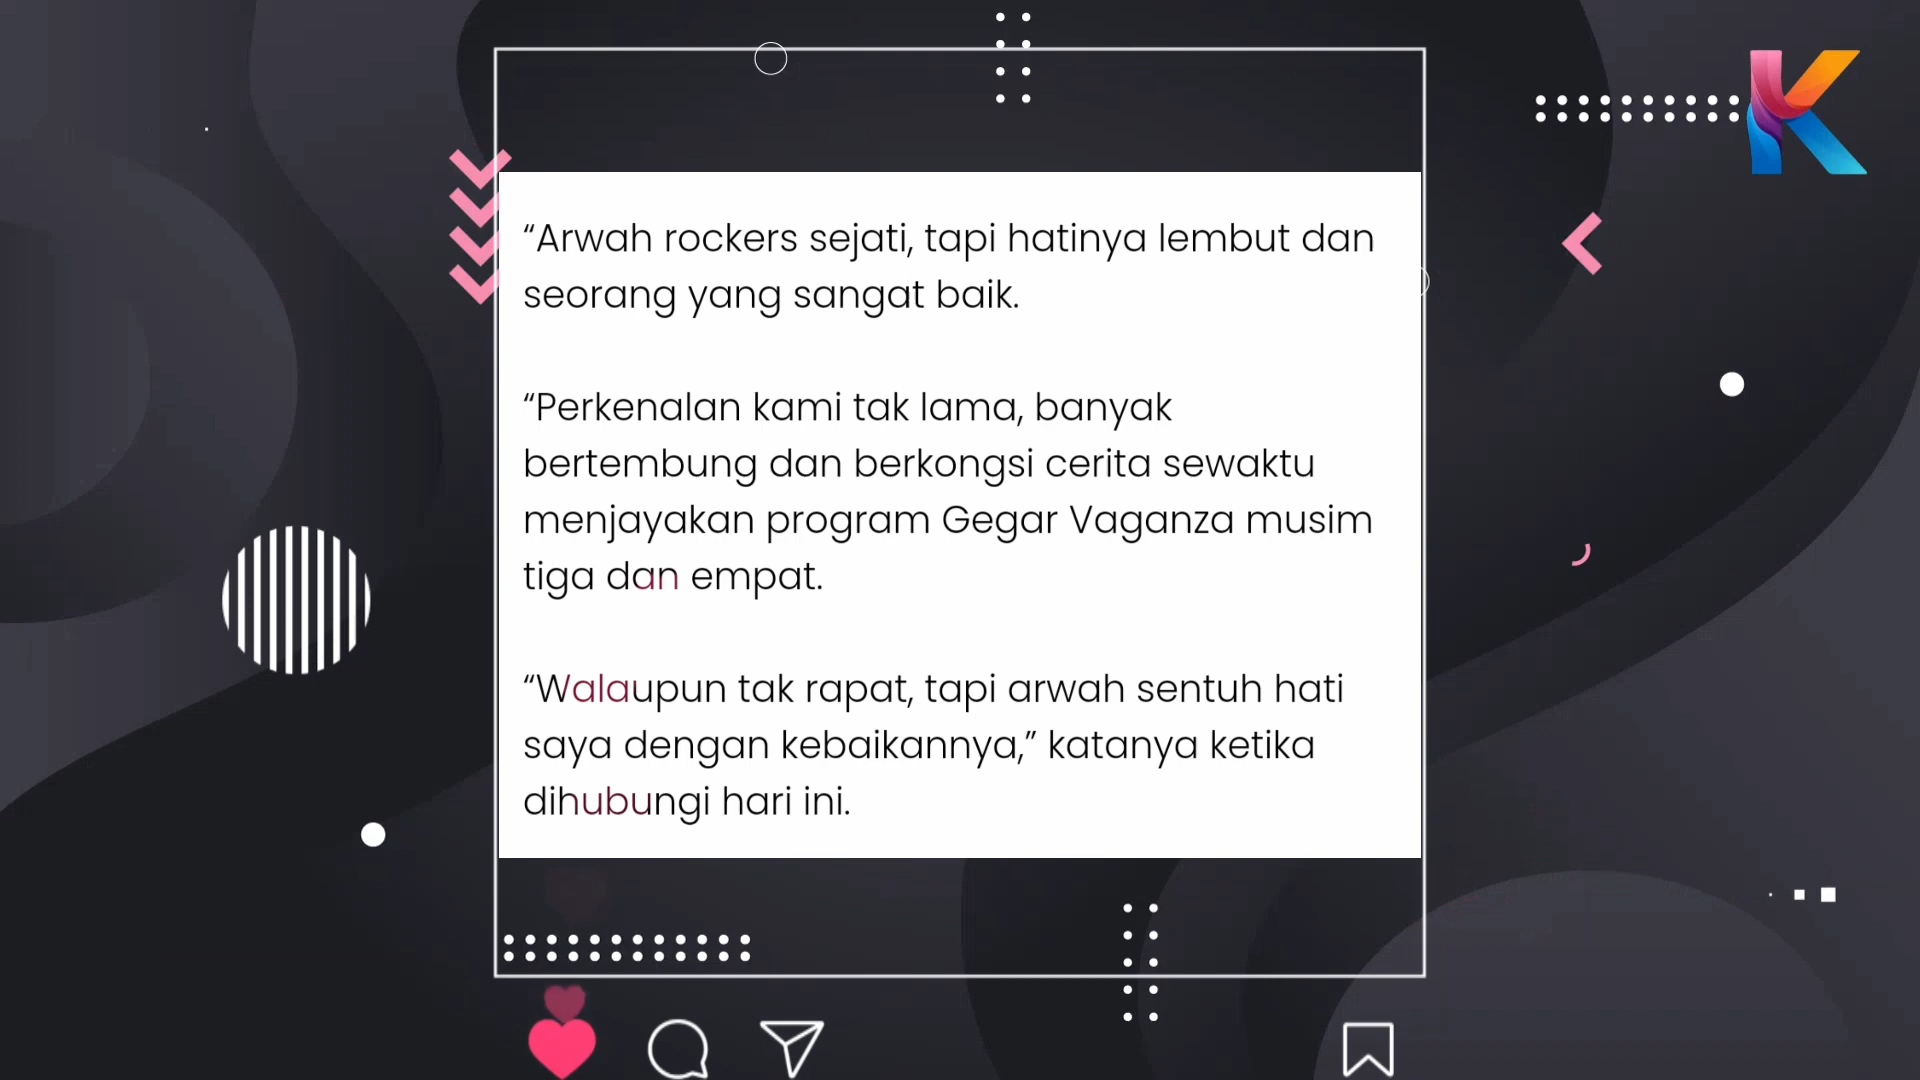 “Arwah rockers sejati, tapi hatinya lembut dan
seorang yang sangat baik.
“Perkenalan kami tak lama, banyak
bertembung dan berkongsi cerita sewaktu
menjayakan program Gegar Vaganza musim
tiga dan empat.
“Walaupun tak rapat, tapi arwah sentuh hati
saya dengan kebaikannya,” katanya ketika
dihubungi hari ini.
K